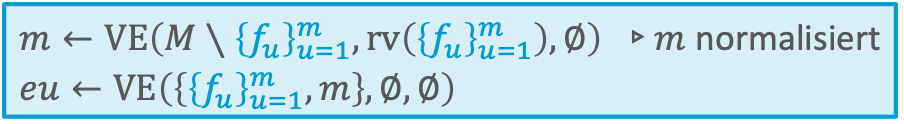 m ← VE(M \ {f_u}_{u=1}^m, rv({f_u}_{u=1}^m), ∅) ▹ m normalisiert
eu ← VE({{f_u}_{u=1}^m, m}, ∅, ∅)